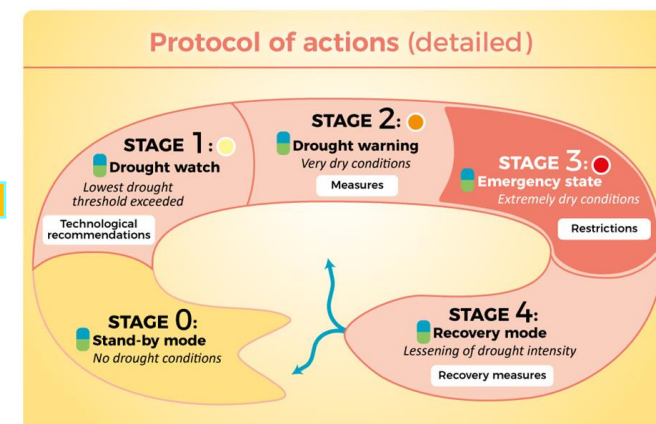 Protocol of actions (detailed)
STAGE 1:
Drought watch
Lowest drought
threshold exceeded
Technological
recommendations
STAGE 2:
Drought warning
Very dry conditions
Measures
STAGE 3:
Emergency state
Extremely dry conditions
Restrictions
STAGE 0:
Stand-by mode
No drought conditions
STAGE 4:
Recovery mode
Lessening of drought intensity
Recovery measures